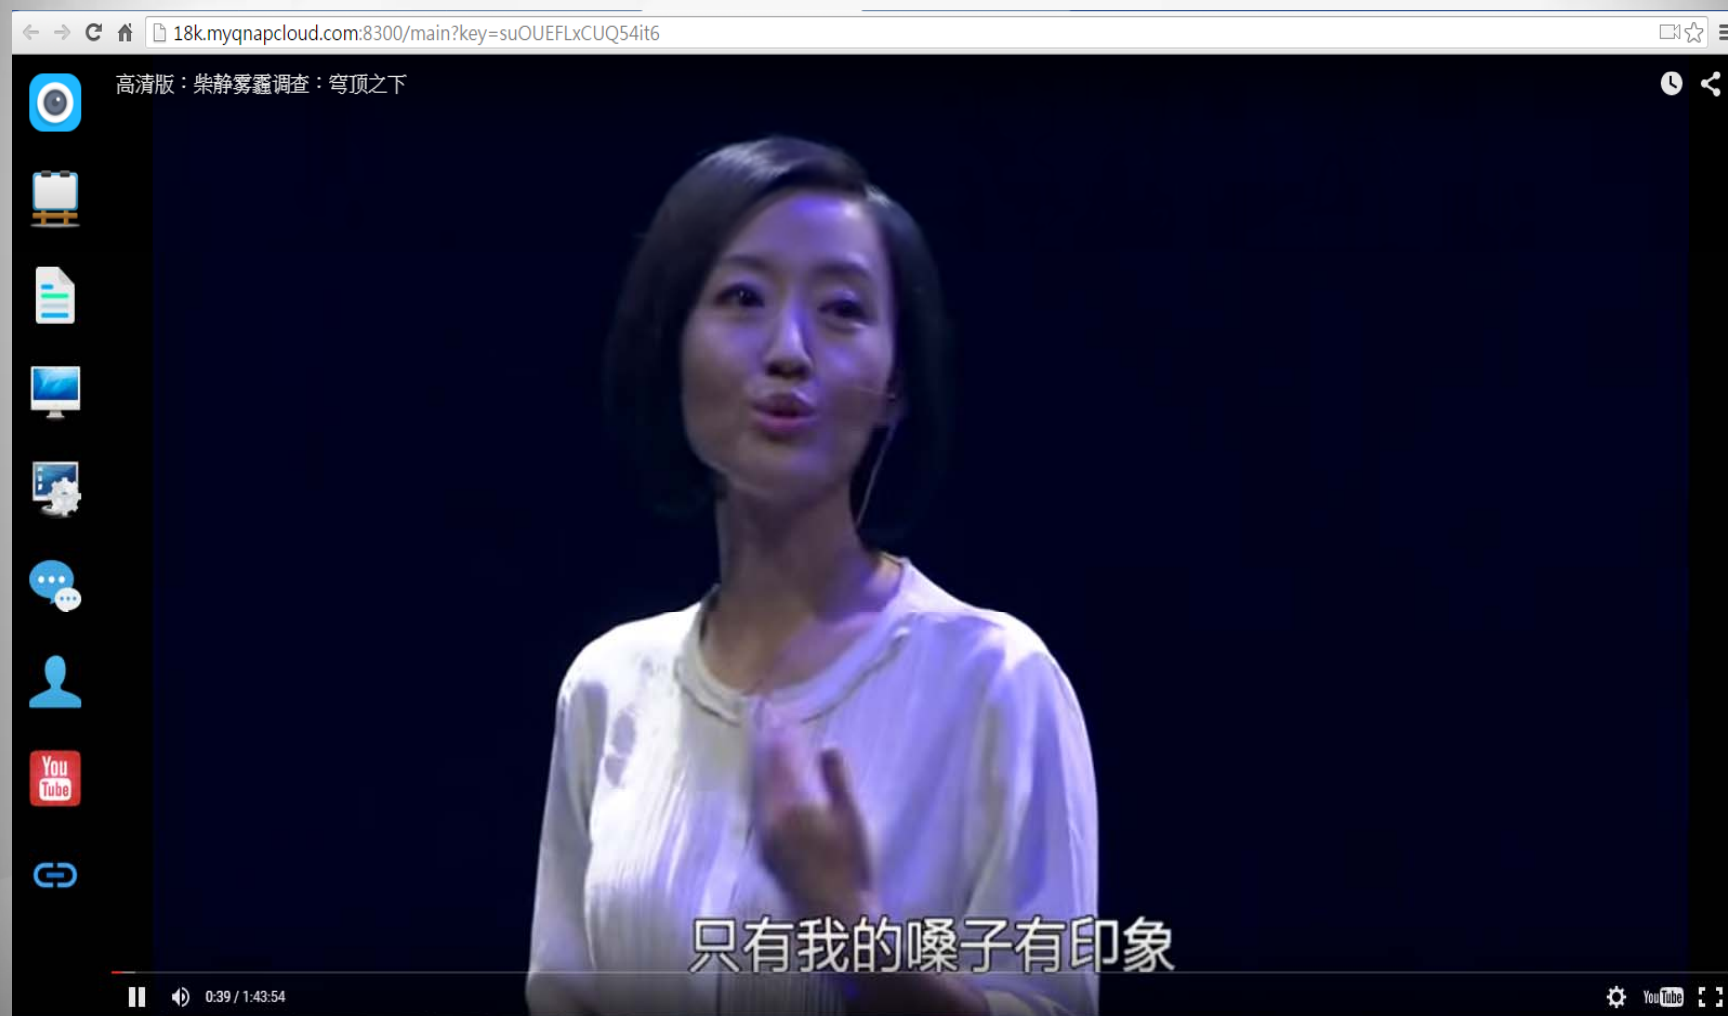 18k.myqnapcloud.com:8300/main?key=suOUEFLxCUQ54it6
高清版：柴静雾霾调查：穹顶之下
You
Tube
只有我的嗓子有印象
0:39 / 1:43:54
YouTube